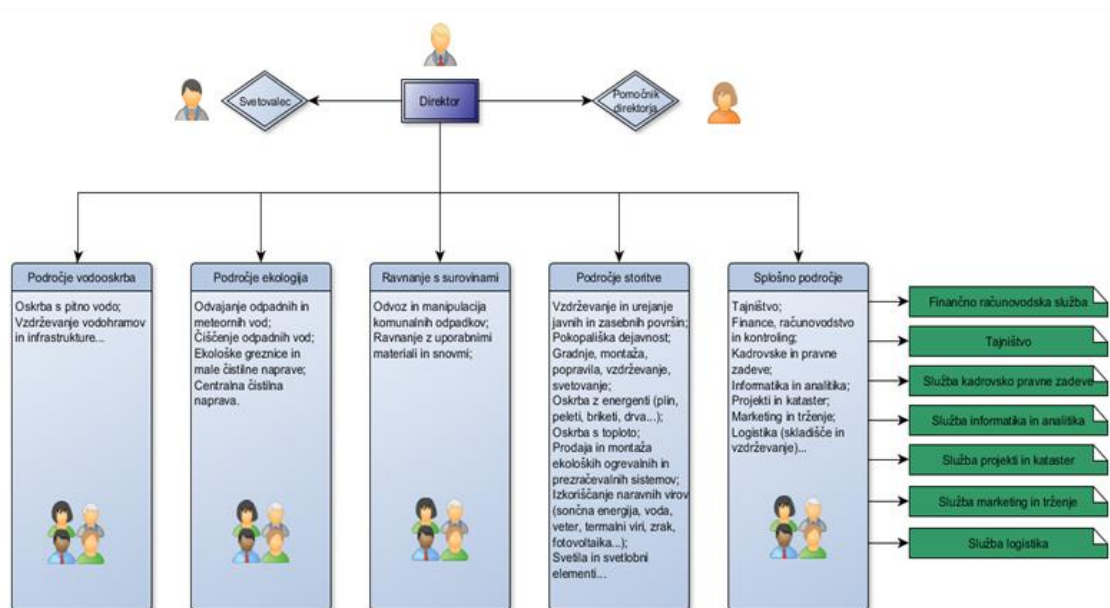 Svetovalec
Direktor
Pomočnik
direktorja
Področje vodooskrba
Oskrba s pitno vodo;
Vzdrževanje vodohramov
in infrastrukture...
Področje ekologija
Odvajanje odpadnih in
meteornih vod;
Čiščenje odpadnih vod;
Ekološke greznice in
male čistilne naprave;
Centralna čistilna
naprava.
Ravnanje s surovinami
Odvoz in manipulacija
komunalnih odpadkov;
Ravnanje z uporabnimi
materiali in snovmi;
Področje storitve
Vzdrževanje in urejanje
javnih in zasebnih površin;
Pokopališka dejavnost;
Gradnje, montaža,
popravila, vzdrževanje,
svetovanje;
Oskrba z energenti (plin,
peleti, briketi, drva...);
Oskrba s toploto;
Prodaja in montaža
ekoloških ogrevalnih in
prezračevalnih sistemov;
Izkoriščanje naravnih virov
(sončna energija, voda,
veter, termalni viri, zrak,
fotovoltaika...);
Svetila in svetlobni
elementi...
Splošno področje
Tajništvo;
Finance, računovodstvo
in kontroling;
Kadrovske in pravne
zadeve;
Informatika in analitika;
Projekti in kataster;
Marketing in trženje;
Logistika (skladišče in
vzdrževanje)...
Finančno računovodska služba
Tajništvo
Služba kadrovsko pravne zadeve
Služba informatika in analitika
Služba projekti in kataster
Služba marketing in trženje
Služba logistika